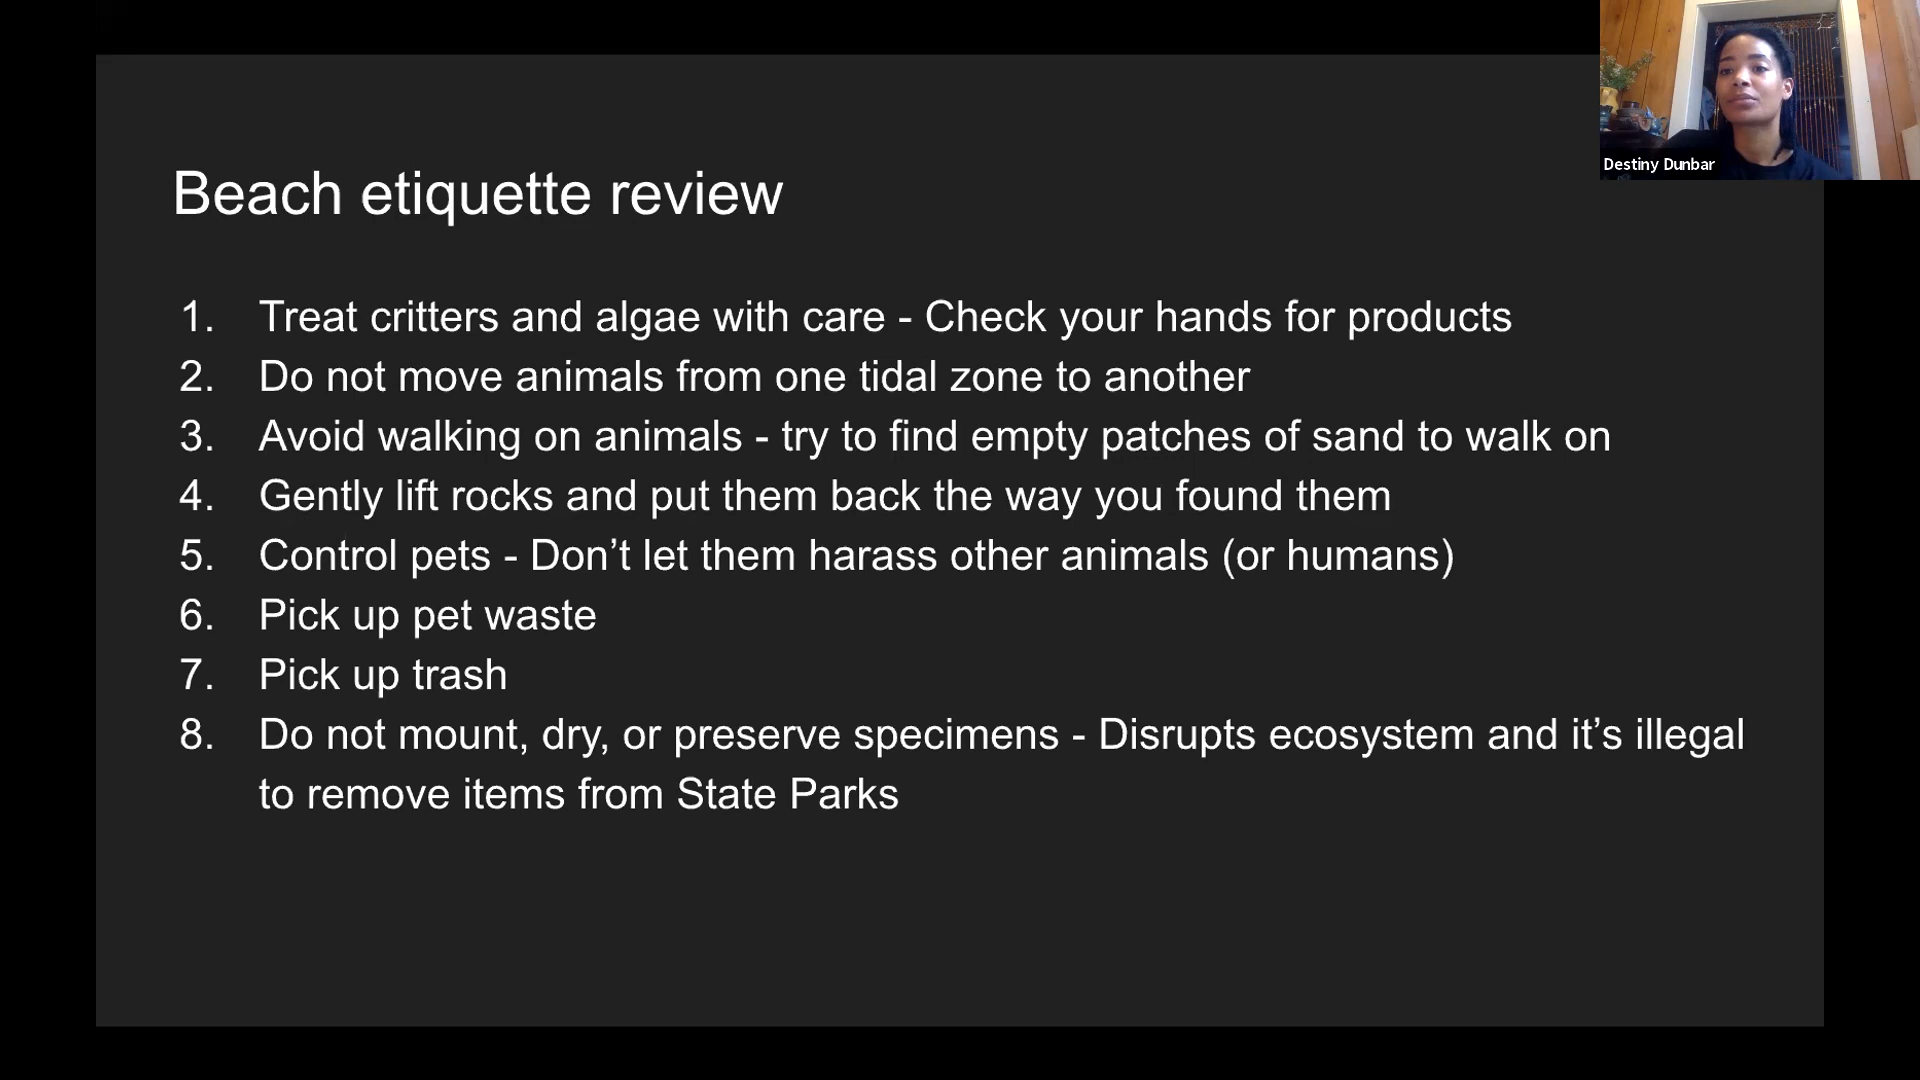 Destiny Dunbar
Beach etiquette review
1. Treat critters and algae with care - Check your hands for products
2. Do not move animals from one tidal zone to another
3. Avoid walking on animals - try to find empty patches of sand to walk on
4. Gently lift rocks and put them back the way you found them
5. Control pets - Don’t let them harass other animals (or humans)
6. Pick up pet waste
7. Pick up trash
8. Do not mount, dry, or preserve specimens - Disrupts ecosystem and it’s illegal
to remove items from State Parks